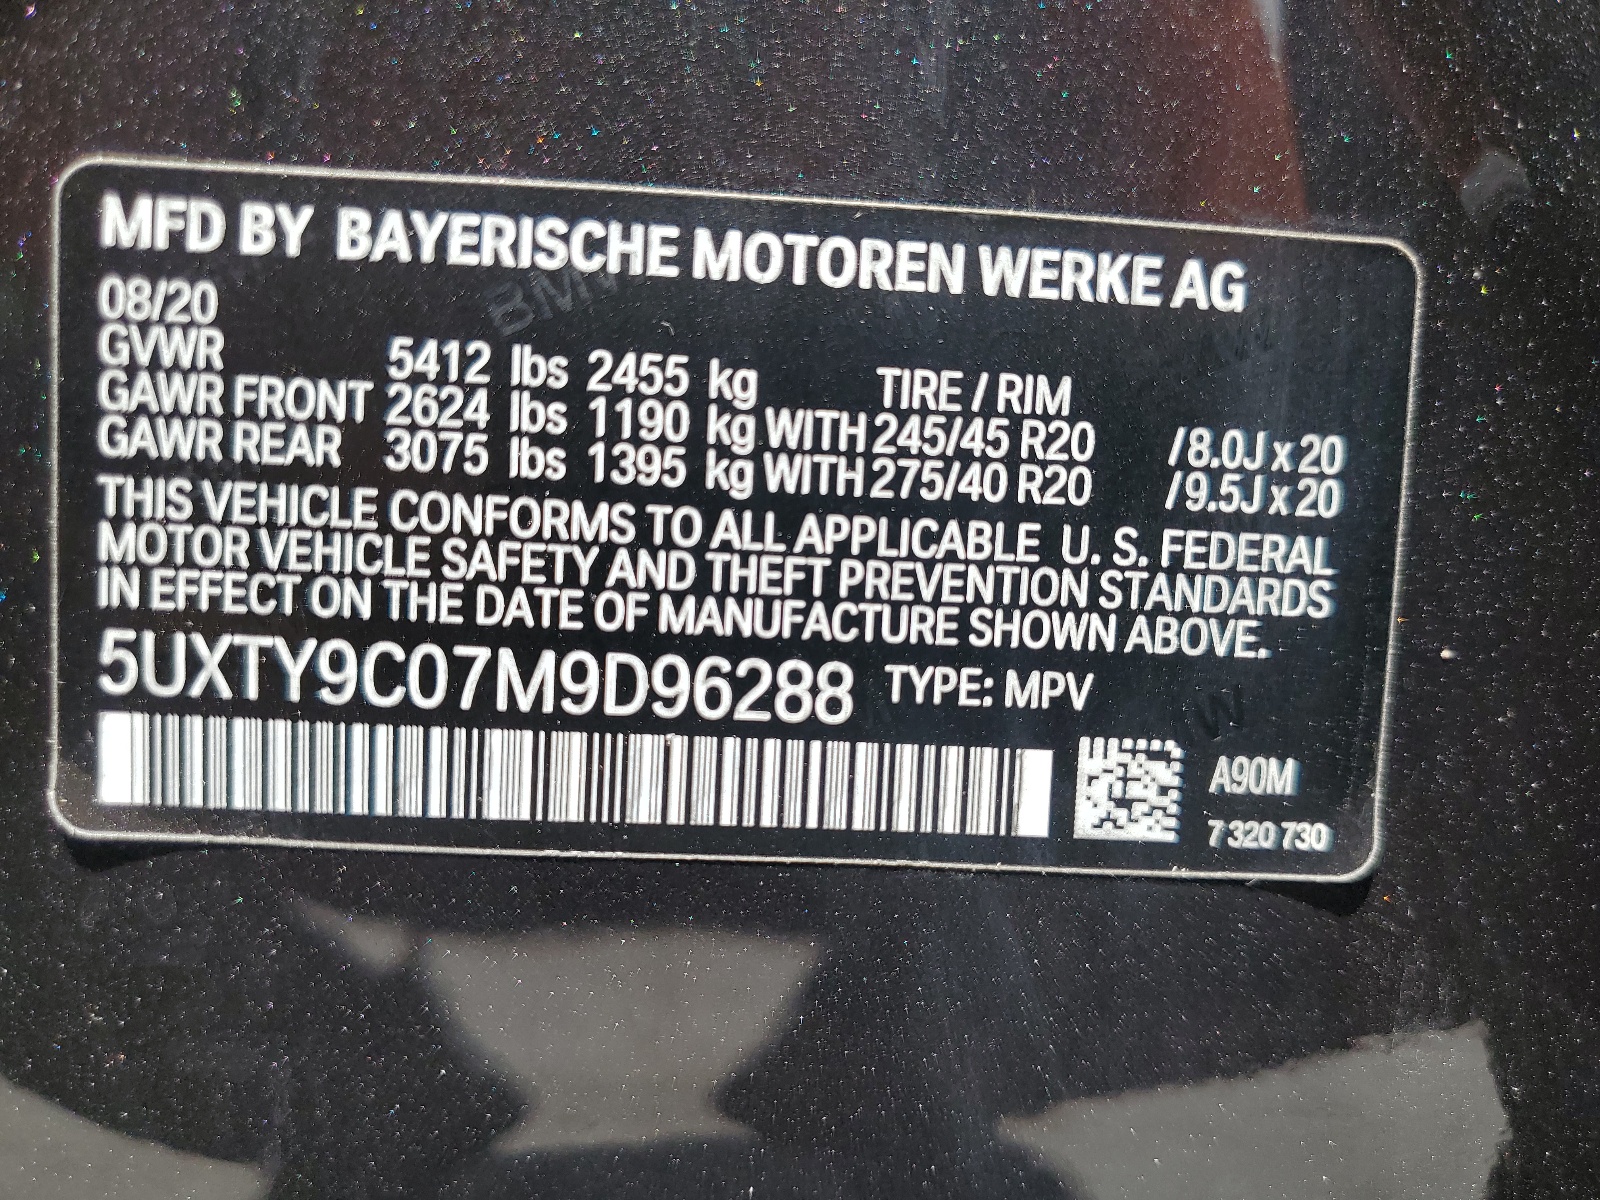 MFD BY BAYERISCHE MOTOREN WERKE AG
08/20
GVWR 5412 lbs 2455 kg TIRE / RIM
GAWR FRONT 2624 lbs 1190 kg WITH 245/45 R20 /8.0J x 20
GAWR REAR 3075 lbs 1395 kg WITH 275/40 R20 /9.5J x 20
THIS VEHICLE CONFORMS TO ALL APPLICABLE U. S. FEDERAL
MOTOR VEHICLE SAFETY AND THEFT PREVENTION STANDARDS
IN EFFECT ON THE DATE OF MANUFACTURE SHOWN ABOVE.
5UXTY9C07M9D96288 TYPE: MPV
A90M
7 320 730
BMW